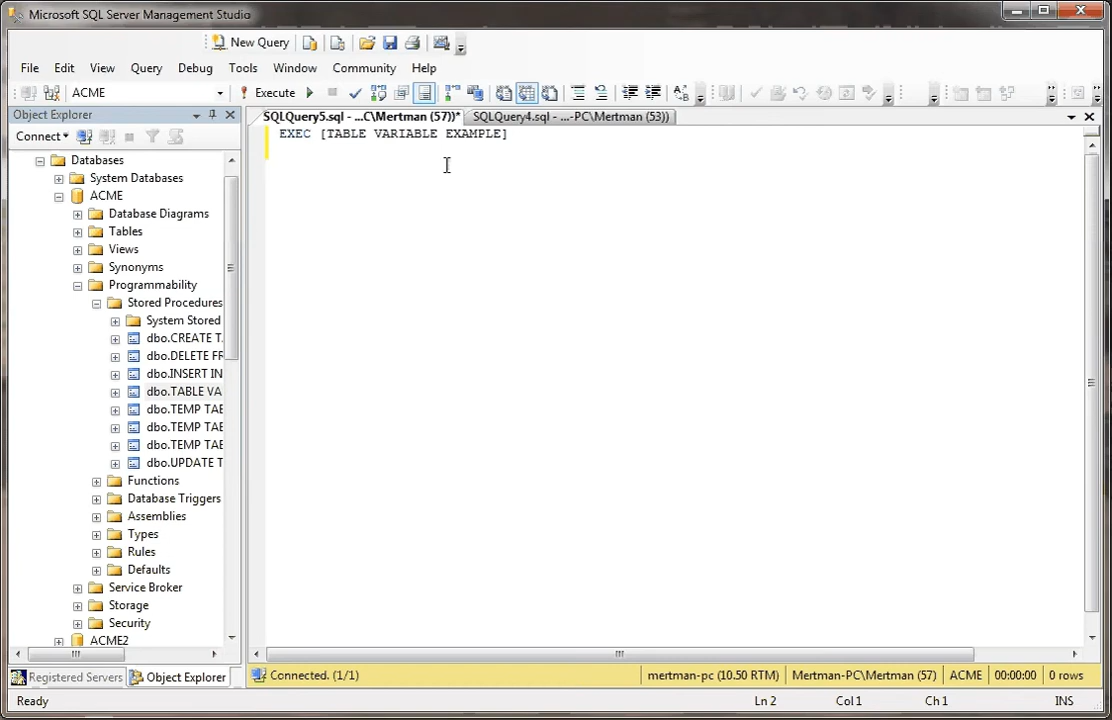 Microsoft SQL Server Management Studio
New Query
File Edit View Query Debug Tools Window Community Help
ACME Execute
Object Explorer
SQLQuery5.sql - ...C\Mertman (57))* SQLQuery4.sql - ...-PC\Mertman (53))
Connect
EXEC [TABLE VARIABLE EXAMPLE]
Databases
System Databases
ACME
Database Diagrams
Tables
Views
Synonyms
Programmability
Stored Procedures
System Stored
dbo.CREATE T
dbo.DELETE FR
dbo.INSERT IN
dbo.TABLE VA
dbo.TEMP TAB
dbo.TEMP TAB
dbo.TEMP TAB
dbo.UPDATE T
Functions
Database Triggers
Assemblies
Types
Rules
Defaults
Service Broker
Storage
Security
ACME2
Registered Servers Object Explorer
Connected. (1/1) mertman-pc (10.50 RTM) Mertman-PC\Mertman (57) ACME 00:00:00 0 rows
Ready Ln 2 Col 1 Ch 1 INS